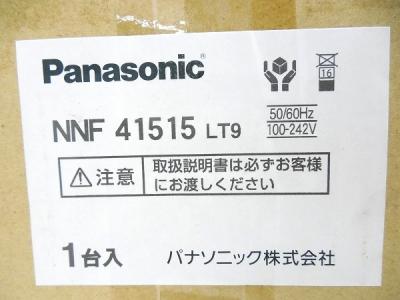 Panasonic
16
NNF 41515 LT9
50/60Hz
100-242V
注意
取扱説明書は必ずお客様
にお渡しください
1台入
パナソニック株式会社